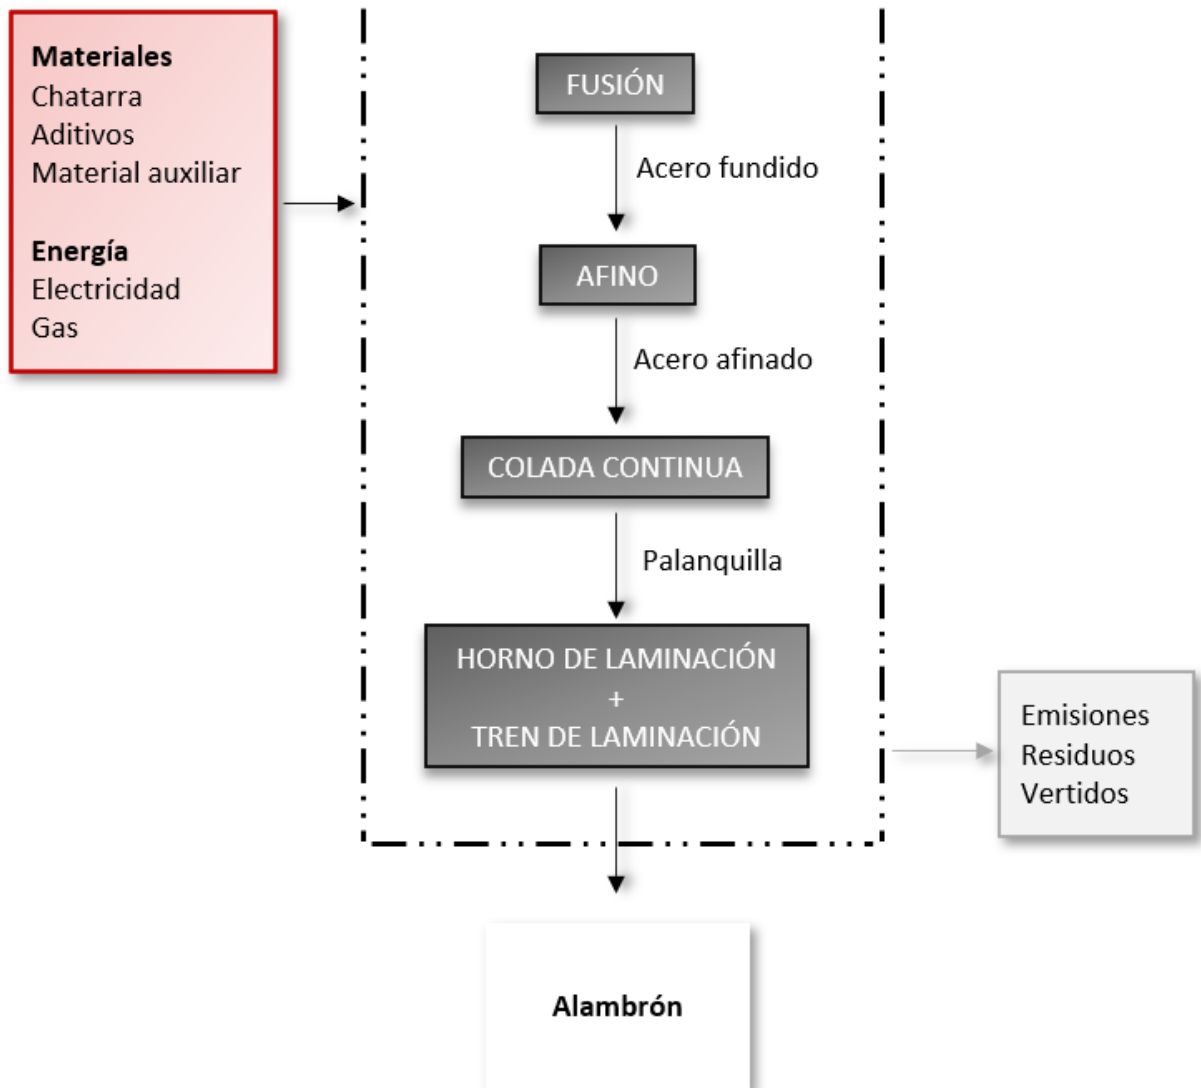 Materiales
Chatarra
Aditivos
Material auxiliar
Energía
Electricidad
Gas
FUSIÓN
Acero fundido
AFINO
Acero afinado
COLADA CONTINUA
Palanquilla
HORNO DE LAMINACIÓN
+
TREN DE LAMINACIÓN
Emisiones
Residuos
Vertidos
Alambrón